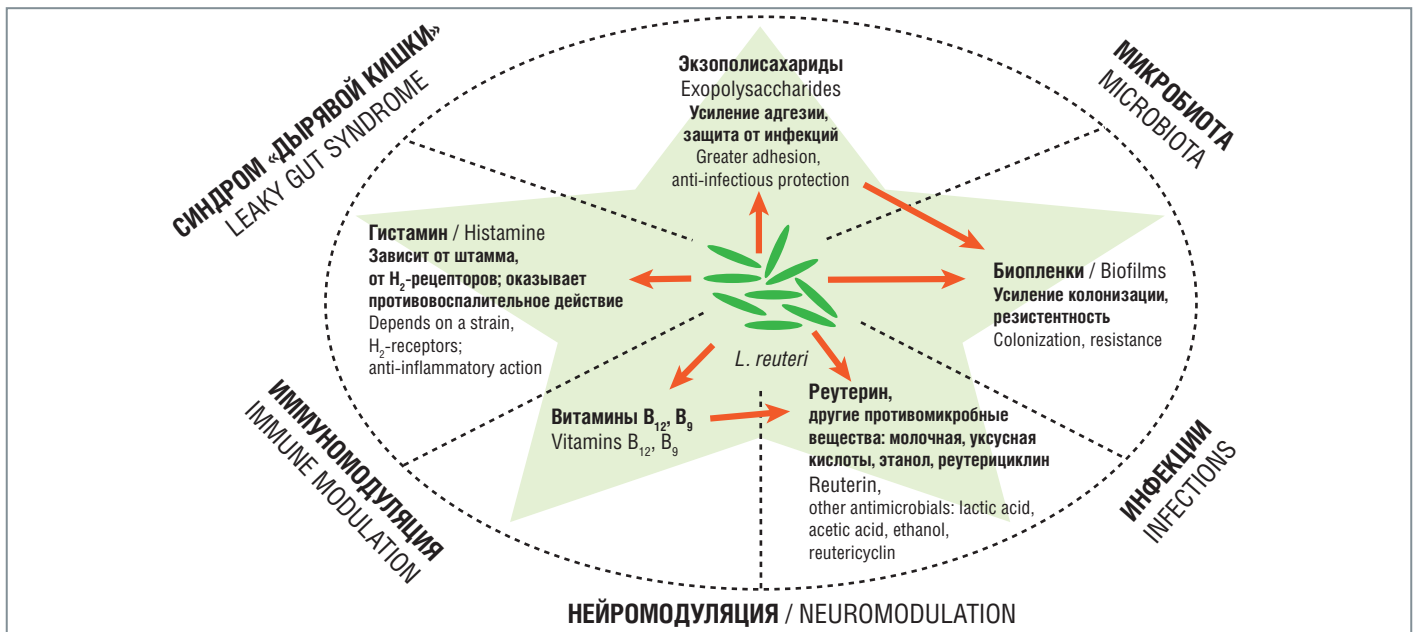 СИНДРОМ «ДЫРЯВОЙ КИШКИ»
LEAKY GUT SYNDROME
МИКРОБИОТА
MICROBIOTA
Экзополисахариды
Exopolysaccharides
Усиление адгезии,
защита от инфекций
Greater adhesion,
anti-infectious protection
Гистамин / Histamine
Зависит от штамма,
от H₂-рецепторов; оказывает
противовоспалительное действие
Depends on a strain,
H₂-receptors;
anti-inflammatory action
Биопленки / Biofilms
Усиление колонизации,
резистентность
Colonization, resistance
L. reuteri
Витамины B₁₂, B₉
Vitamins B₁₂, B₉
Реутерин,
другие противомикробные
вещества: молочная, уксусная
кислоты, этанол, реутерициклин
Reuterin,
other antimicrobials: lactic acid,
acetic acid, ethanol,
reutericyclin
ИММУНОМОДУЛЯЦИЯ
IMMUNE MODULATION
ИНФЕКЦИИ
INFECTIONS
НЕЙРОМОДУЛЯЦИЯ / NEUROMODULATION